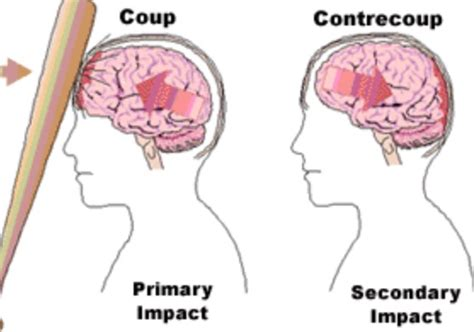 Coup
Contrecoup
Primary
Impact
Secondary
Impact